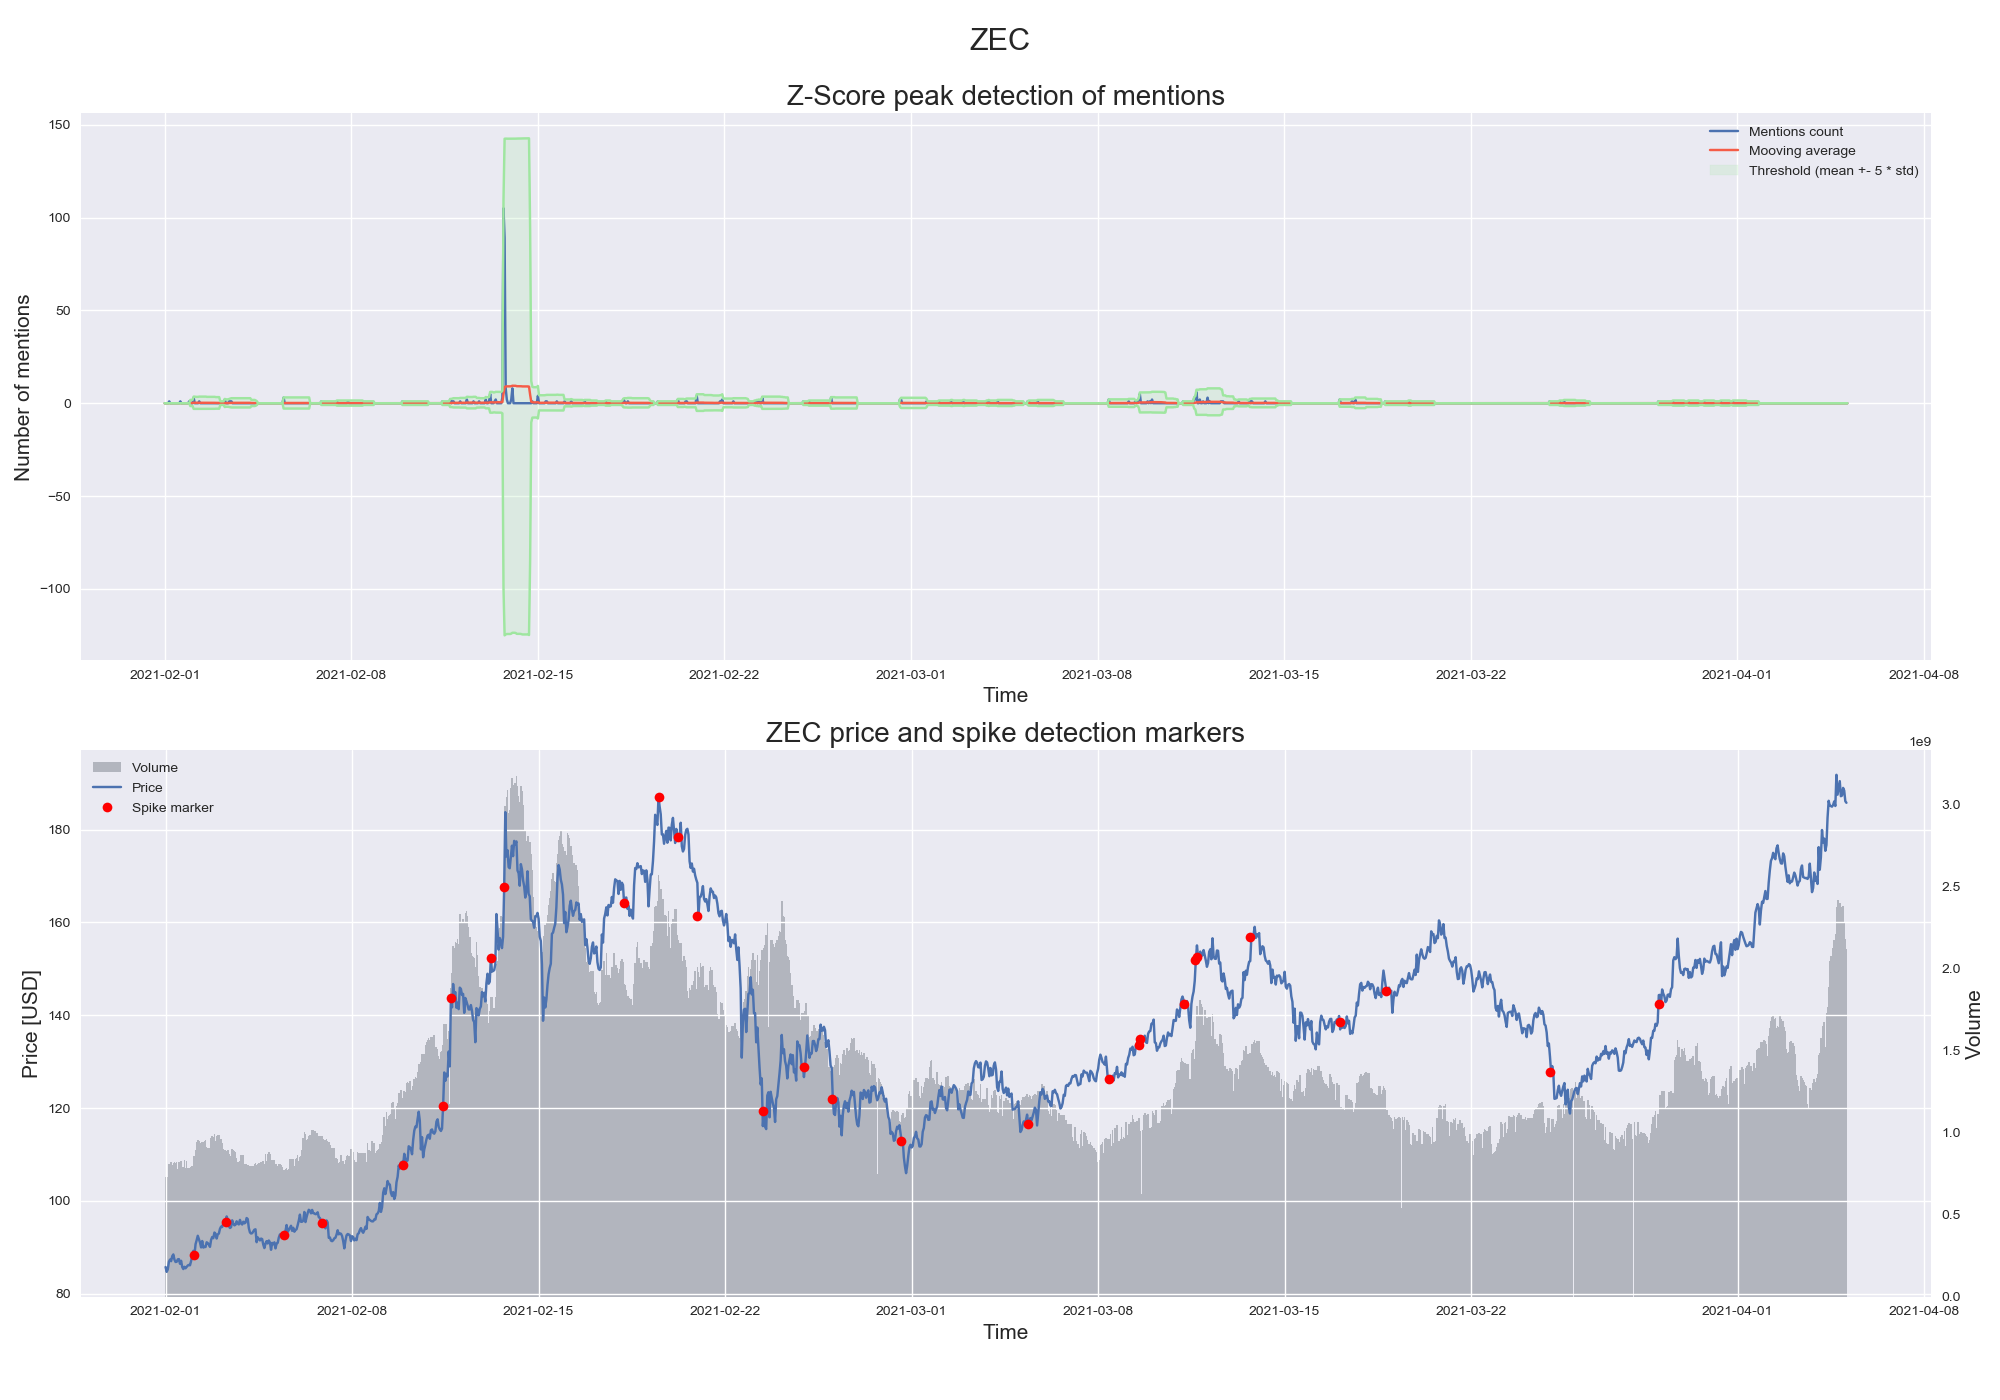 ZEC
Z-Score peak detection of mentions
150
100
50
0
−50
−100
Number of mentions
Mentions count
Mooving average
Threshold (mean +- 5 * std)
2021-02-01 2021-02-08 2021-02-15 2021-02-22 2021-03-01 2021-03-08 2021-03-15 2021-03-22 2021-04-01 2021-04-08
Time
ZEC price and spike detection markers
1e9
Volume
Price
Spike marker
180
160
140
120
100
80
Price [USD]
3.0
2.5
2.0
1.5
1.0
0.5
0.0
Volume
2021-02-01 2021-02-08 2021-02-15 2021-02-22 2021-03-01 2021-03-08 2021-03-15 2021-03-22 2021-04-01 2021-04-08
Time